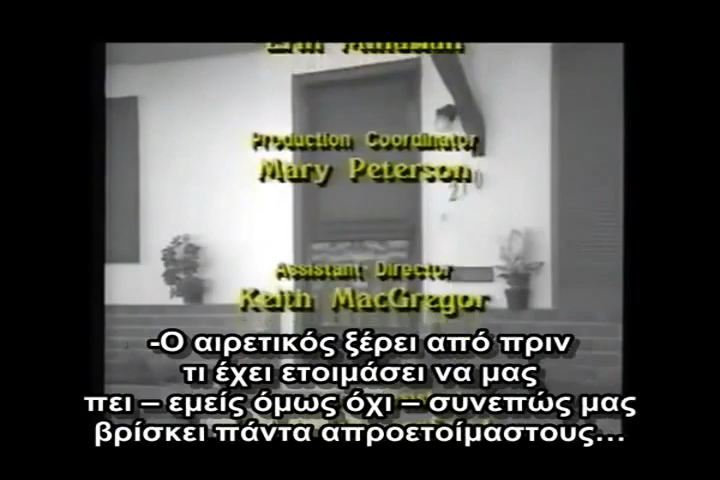 Production Coordinator
Mary Peterson
210
Assistant Director
Keith MacGregor
-Ο αιρετικός ξέρει από πριν
τι έχει ετοιμάσει να μας
πει – εμείς όμως όχι – συνεπώς μας
βρίσκει πάντα απροετοίμαστους...